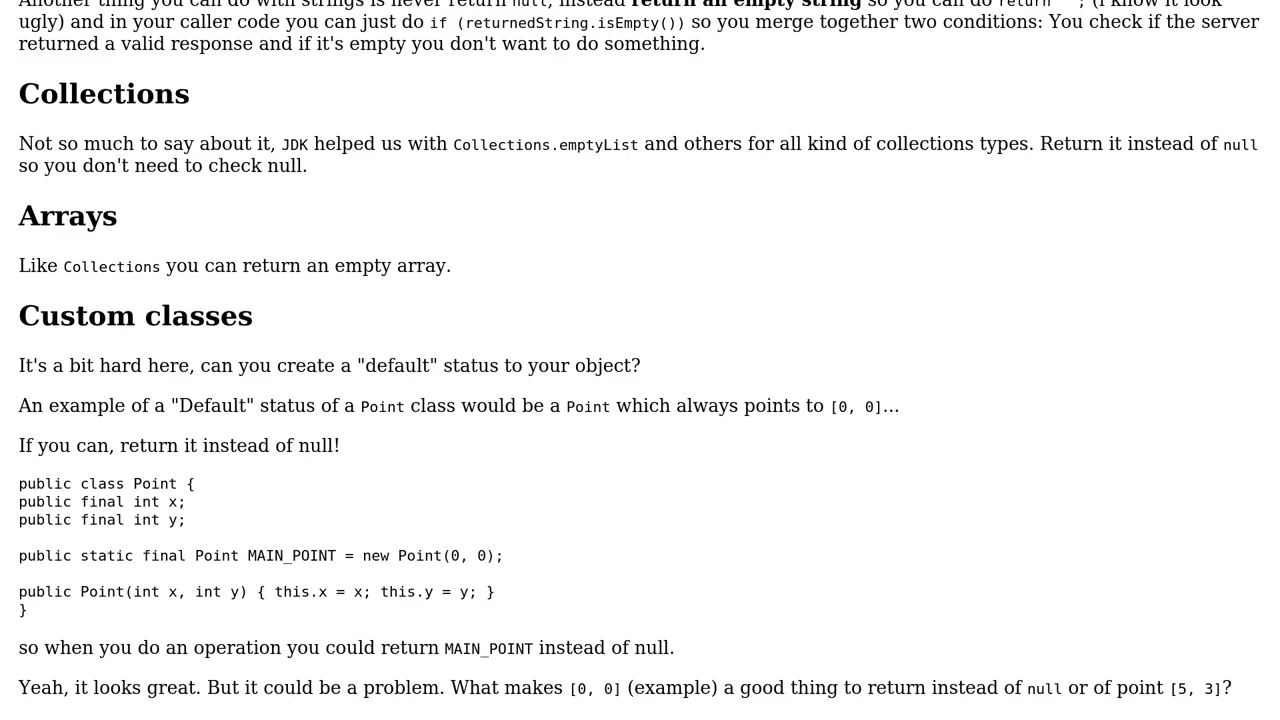 Another thing you can do with strings is never return null, instead return an empty string so you can do return ""; (I know it look
ugly) and in your caller code you can just do if (returnedString.isEmpty()) so you merge together two conditions: You check if the server
returned a valid response and if it's empty you don't want to do something.
Collections
Not so much to say about it, JDK helped us with Collections.emptyList and others for all kind of collections types. Return it instead of null
so you don't need to check null.
Arrays
Like Collections you can return an empty array.
Custom classes
It's a bit hard here, can you create a "default" status to your object?
An example of a "Default" status of a Point class would be a Point which always points to [0, 0]...
If you can, return it instead of null!
public class Point {
public final int x;
public final int y;
public static final Point MAIN_POINT = new Point(0, 0);
public Point(int x, int y) { this.x = x; this.y = y; }
}
so when you do an operation you could return MAIN_POINT instead of null.
Yeah, it looks great. But it could be a problem. What makes [0, 0] (example) a good thing to return instead of null or of point [5, 3]?